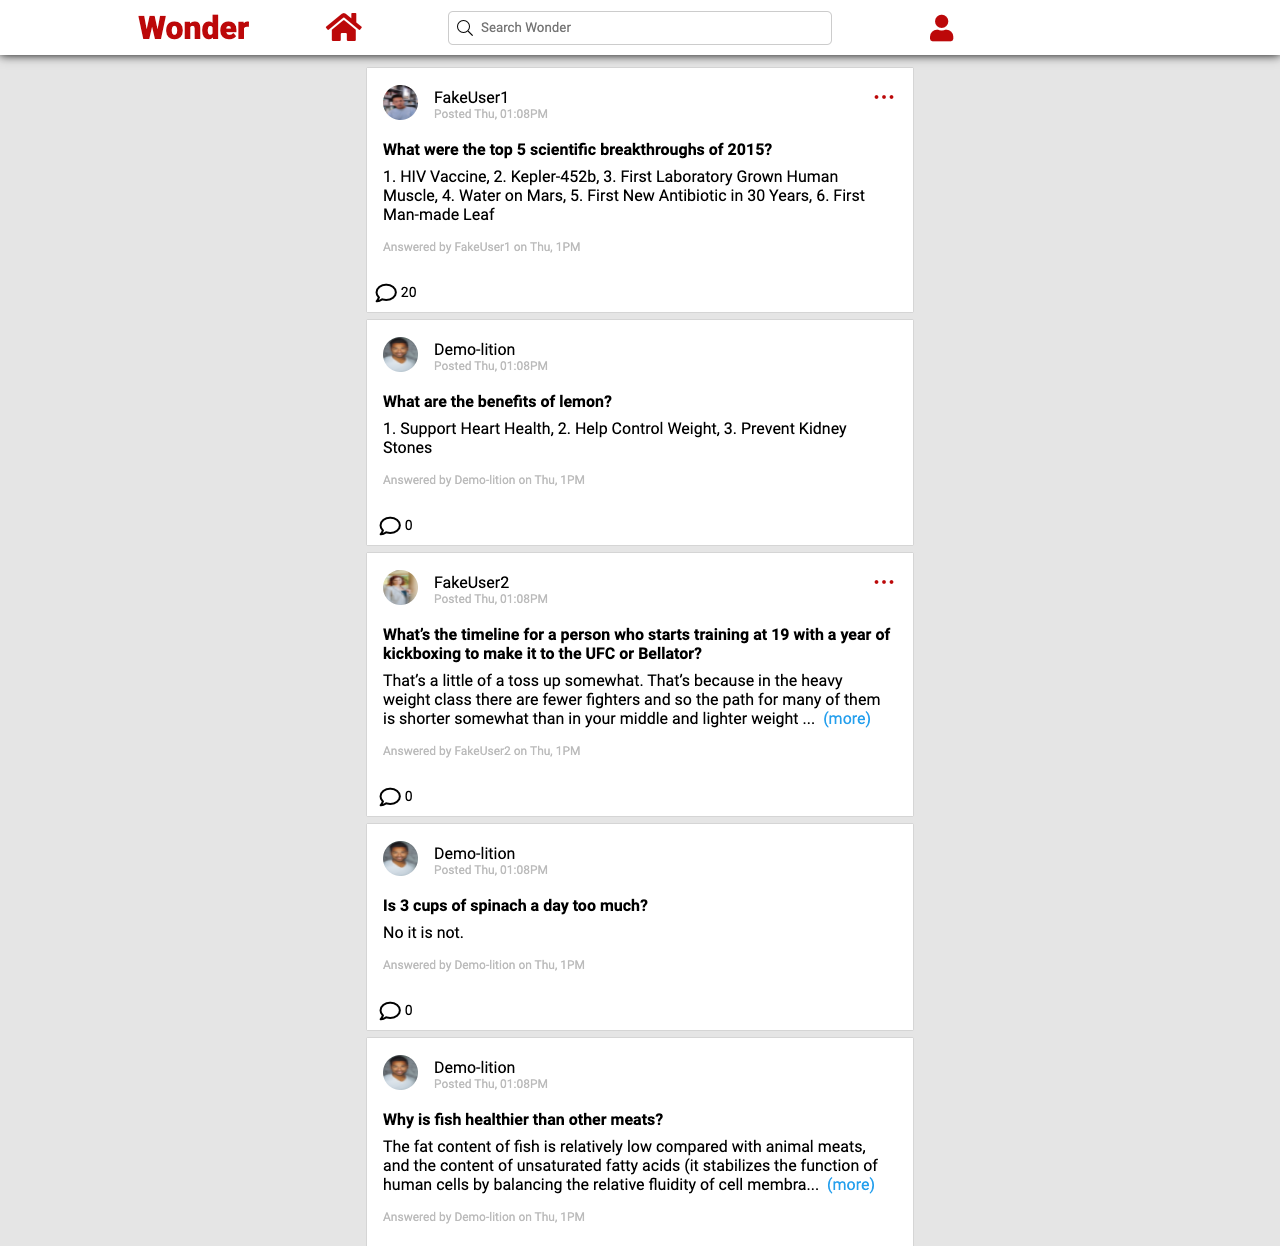 Wonder
Search Wonder
FakeUser1
Posted Thu, 01:08PM
What were the top 5 scientific breakthroughs of 2015?
1. HIV Vaccine, 2. Kepler-452b, 3. First Laboratory Grown Human
Muscle, 4. Water on Mars, 5. First New Antibiotic in 30 Years, 6. First
Man-made Leaf
Answered by FakeUser1 on Thu, 1PM
20
Demo-lition
Posted Thu, 01:08PM
What are the benefits of lemon?
1. Support Heart Health, 2. Help Control Weight, 3. Prevent Kidney
Stones
Answered by Demo-lition on Thu, 1PM
0
FakeUser2
Posted Thu, 01:08PM
What’s the timeline for a person who starts training at 19 with a year of
kickboxing to make it to the UFC or Bellator?
That’s a little of a toss up somewhat. That’s because in the heavy
weight class there are fewer fighters and so the path for many of them
is shorter somewhat than in your middle and lighter weight ... (more)
Answered by FakeUser2 on Thu, 1PM
0
Demo-lition
Posted Thu, 01:08PM
Is 3 cups of spinach a day too much?
No it is not.
Answered by Demo-lition on Thu, 1PM
0
Demo-lition
Posted Thu, 01:08PM
Why is fish healthier than other meats?
The fat content of fish is relatively low compared with animal meats,
and the content of unsaturated fatty acids (it stabilizes the function of
human cells by balancing the relative fluidity of cell membra... (more)
Answered by Demo-lition on Thu, 1PM